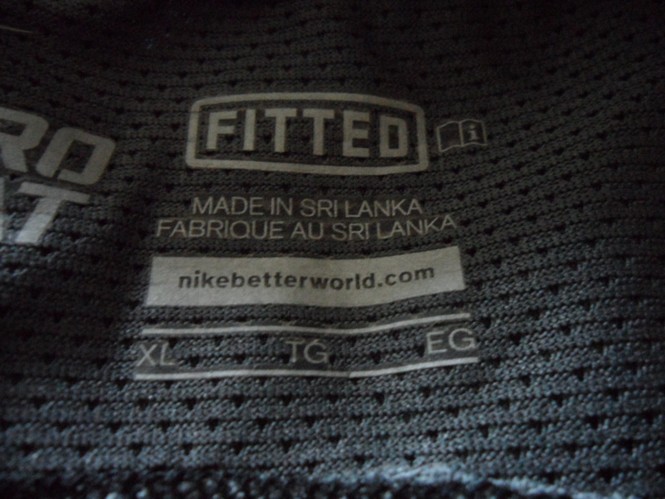 FITTED
MADE IN SRI LANKA
FABRIQUE AU SRI LANKA
nikebetterworld.com
XL TG EG